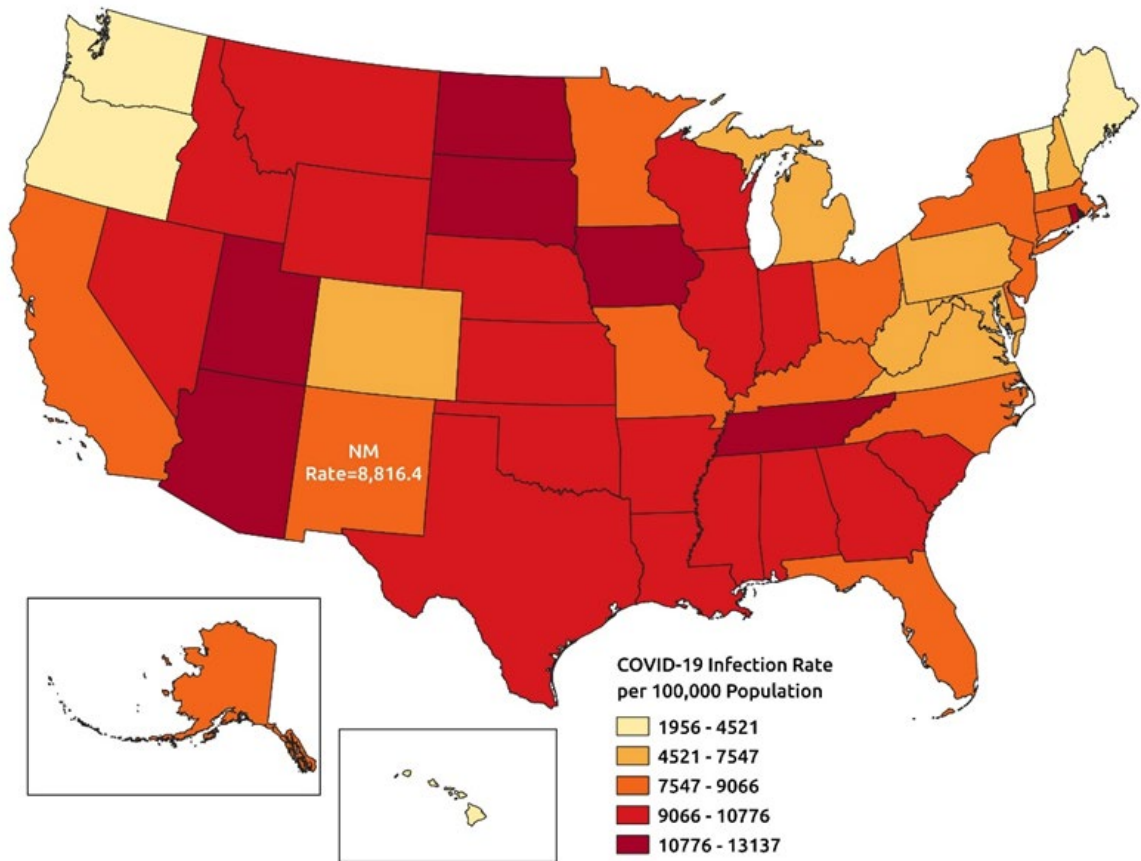 NM
Rate=8,816.4
COVID-19 Infection Rate
per 100,000 Population
1956 - 4521
4521 - 7547
7547 - 9066
9066 - 10776
10776 - 13137